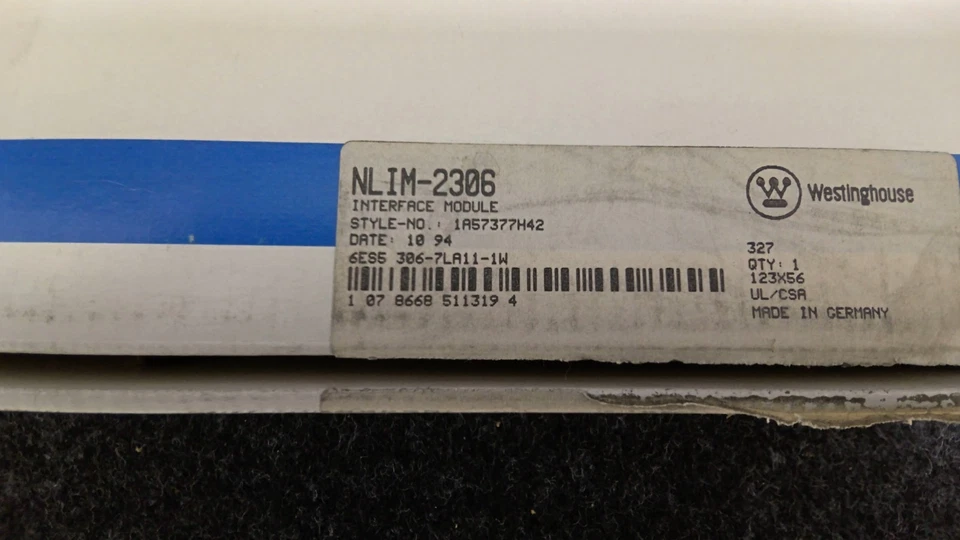 NLIM-2306
INTERFACE MODULE
STYLE-NO.: 1A57377H42
DATE: 10 94
6ES5 306-7LA11-1W
1 07 8668 511319 4
Westinghouse
327
QTY: 1
123X56
UL/CSA
MADE IN GERMANY